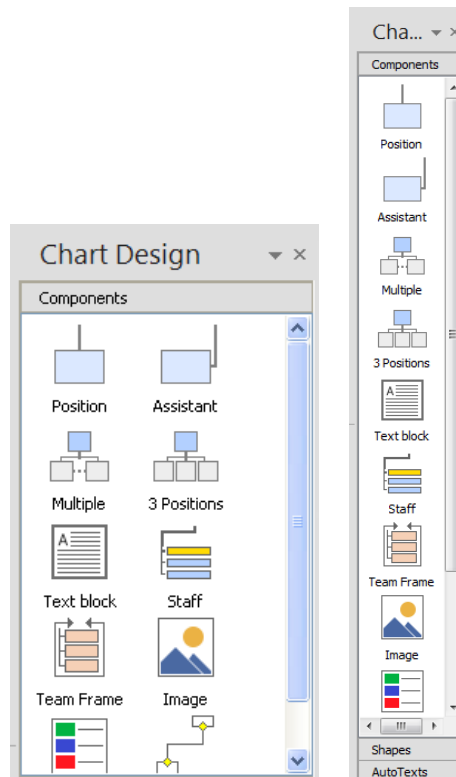 Chart Design
Components
Position Assistant
Multiple 3 Positions
A
Text block Staff
Team Frame Image
Cha...
Components
Position
Assistant
Multiple
3 Positions
A
Text block
Staff
Team Frame
Image
Shapes
AutoTexts